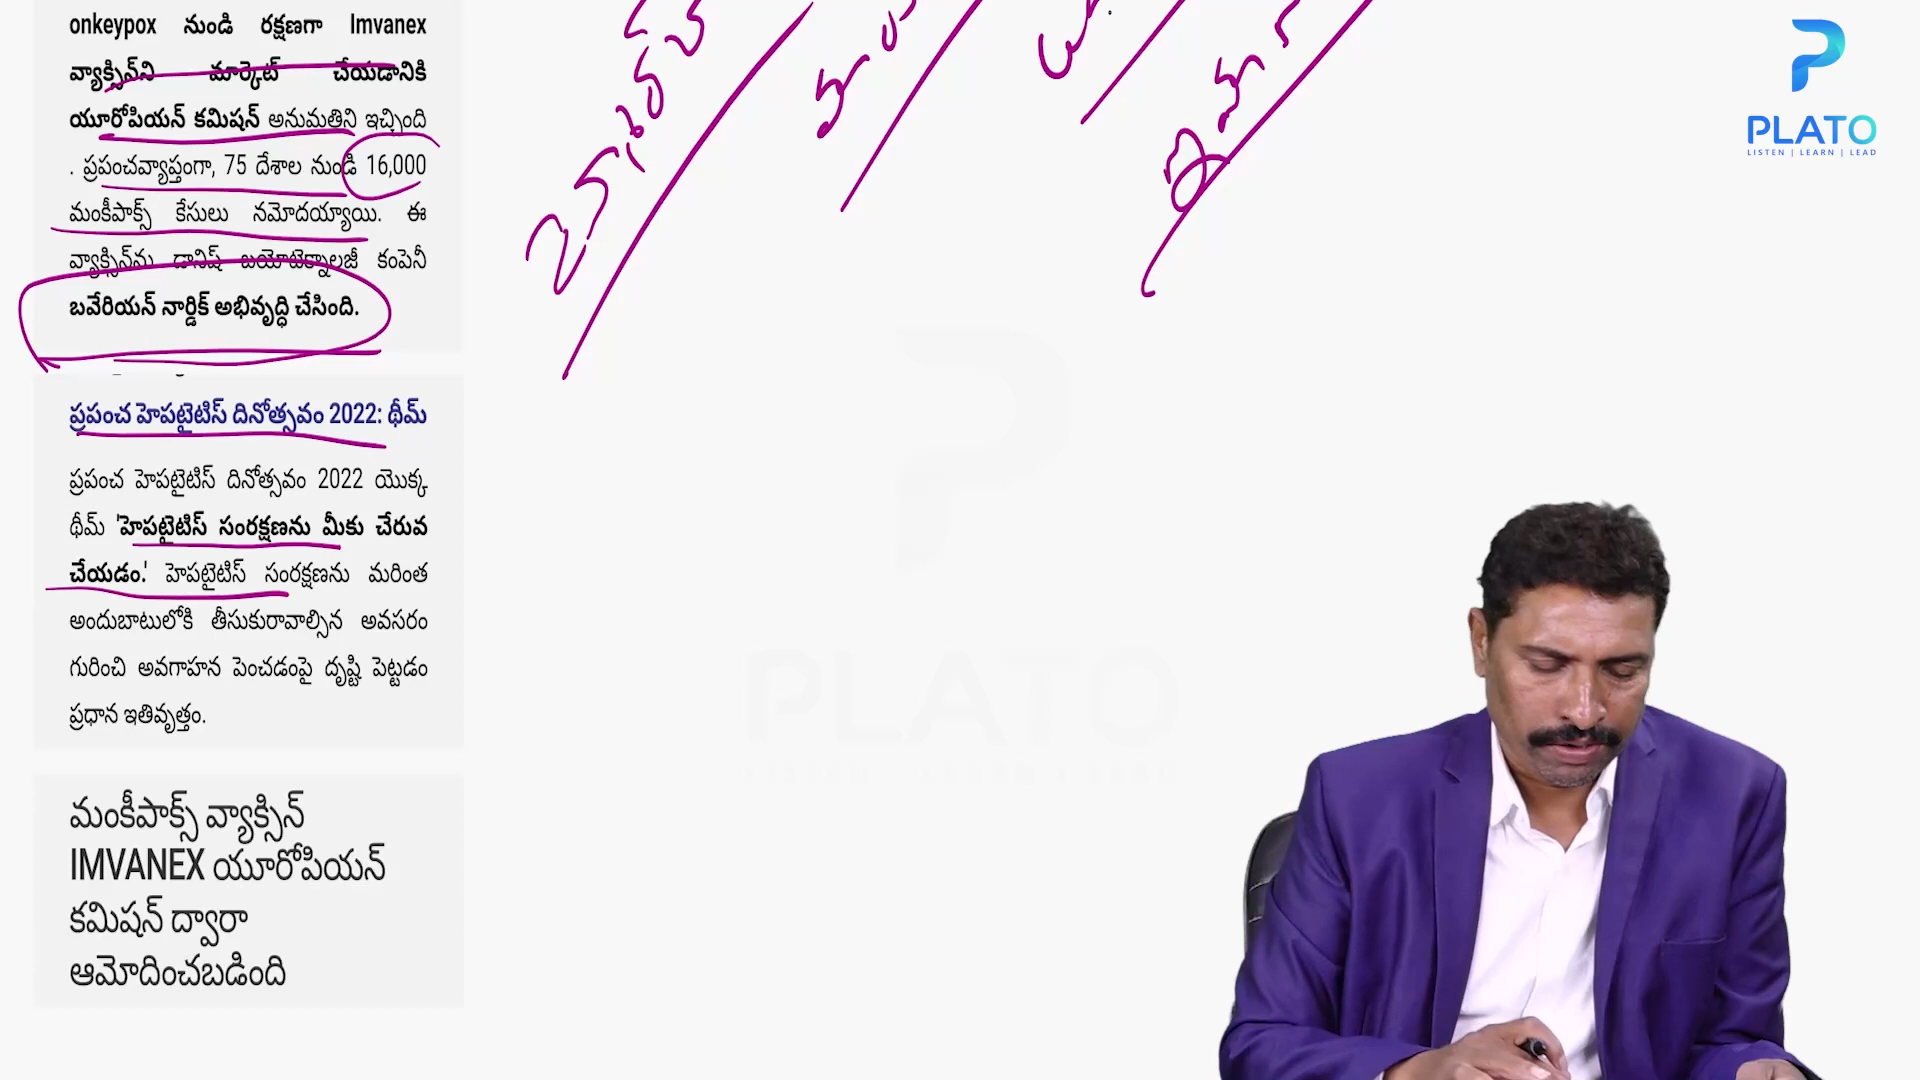 onkeypox నుండి రక్షణగా Imvanex
వ్యాక్సిన్‌ని మార్కెట్ చేయడానికి
యూరోపియన్ కమిషన్ అనుమతిని ఇచ్చింది
. ప్రపంచవ్యాప్తంగా, 75 దేశాల నుండి 16,000
మంకీపాక్స్ కేసులు నమోదయ్యాయి. ఈ
వ్యాక్సిన్‌ను డానిష్ బయోటెక్నాలజీ కంపెనీ
బవేరియన్ నార్డిక్ అభివృద్ధి చేసింది.
ప్రపంచ హెపటైటిస్ దినోత్సవం 2022: థీమ్
ప్రపంచ హెపటైటిస్ దినోత్సవం 2022 యొక్క
థీమ్ 'హెపటైటిస్ సంరక్షణను మీకు చేరువ
చేయడం.' హెపటైటిస్ సంరక్షణను మరింత
అందుబాటులోకి తీసుకురావాల్సిన అవసరం
గురించి అవగాహన పెంచడంపై దృష్టి పెట్టడం
ప్రధాన ఇతివృత్తం.
మంకీపాక్స్ వ్యాక్సిన్
IMVANEX యూరోపియన్
కమిషన్ ద్వారా
ఆమోదించబడింది
PLATO
LISTEN | LEARN | LEAD
PLATO